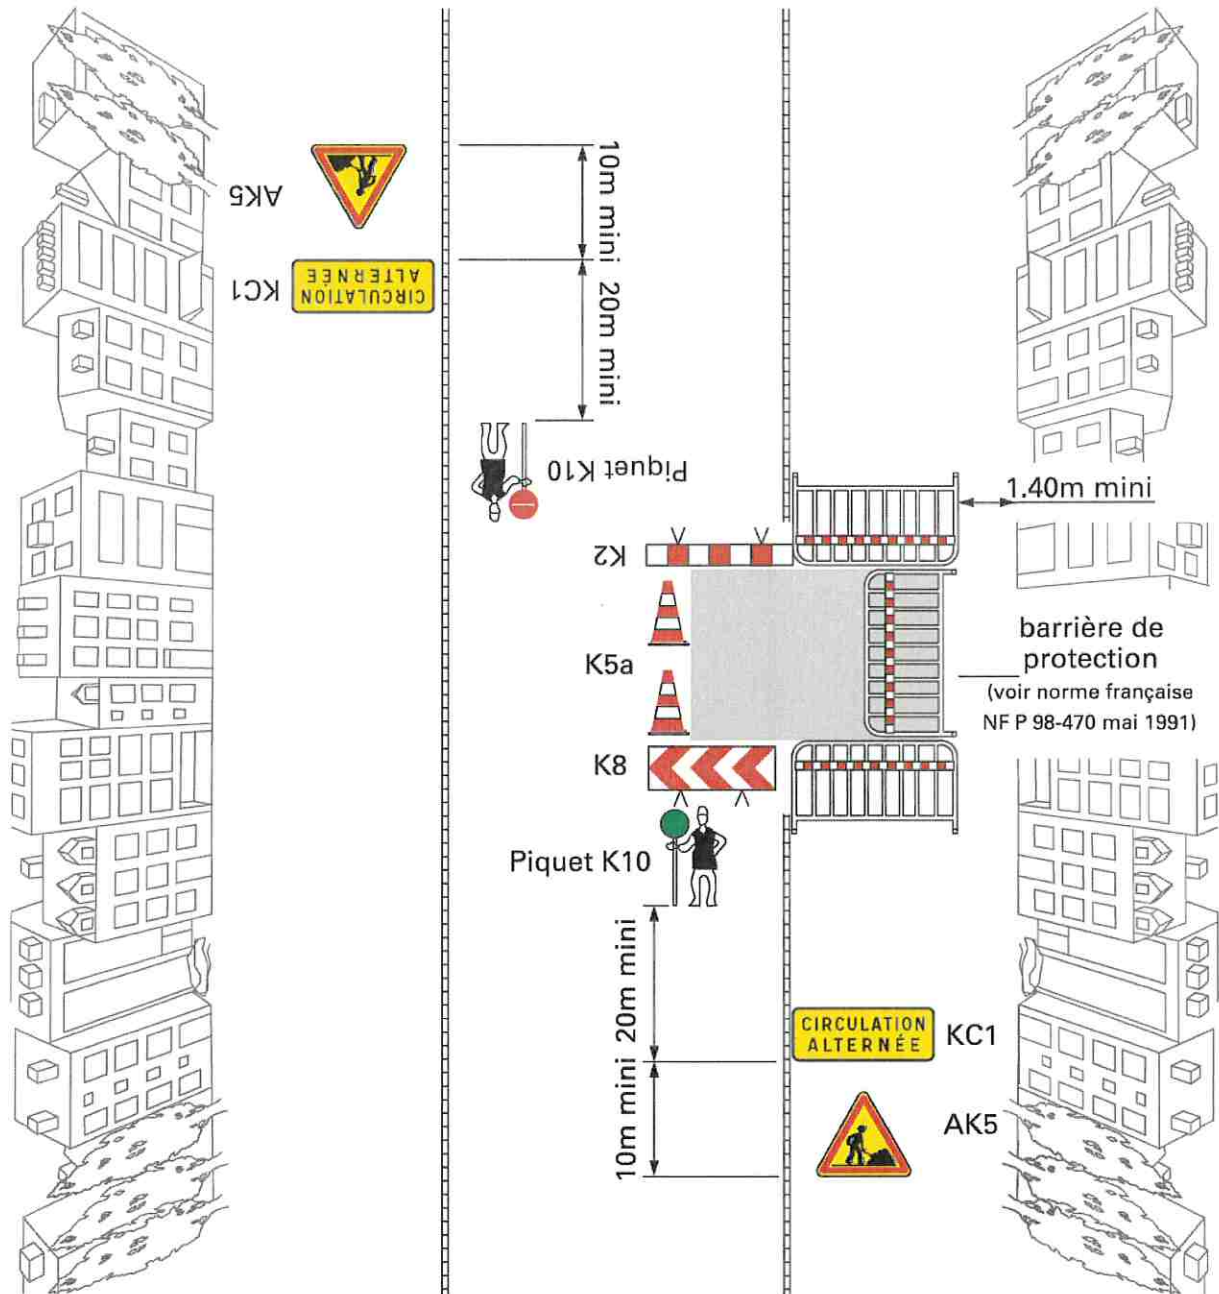 AK5
10m mini
KC1
CIRCULATION
ALTERNÉE
20m mini
Piquet K10
1.40m mini
K2
K5a
barrière de
protection
(voir norme française
NF P 98-470 mai 1991)
K8
Piquet K10
20m mini
CIRCULATION
ALTERNÉE
KC1
10m mini
AK5